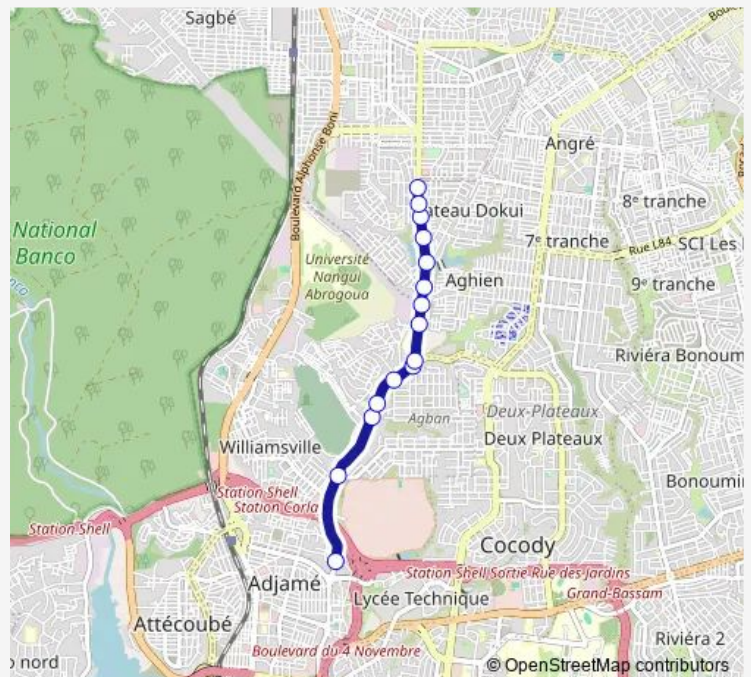 Sagbé
Boulevard Alphonse Boni
Angré
8ᵉ tranche
ateau Dokui
7ᵉ tranche
Rue L84
SCI Les
National
Banco
Université
Nangui
Abrogoua
Aghien
9ᵉ tranche
Riviéra Bonoum
Agban
Deux-Plateaux
Deux Plateaux
Williamsville
Bonoumi
Station Shell
Station Corla
Station Shell
Cocody
Station Shell Sortie Rue des Jardins
Adjamé
Lycée Technique
Grand-Bassam
Attécoubé
Riviéra 2
Boulevard du 4 Novembre
o nord
© OpenStreetMap contributors